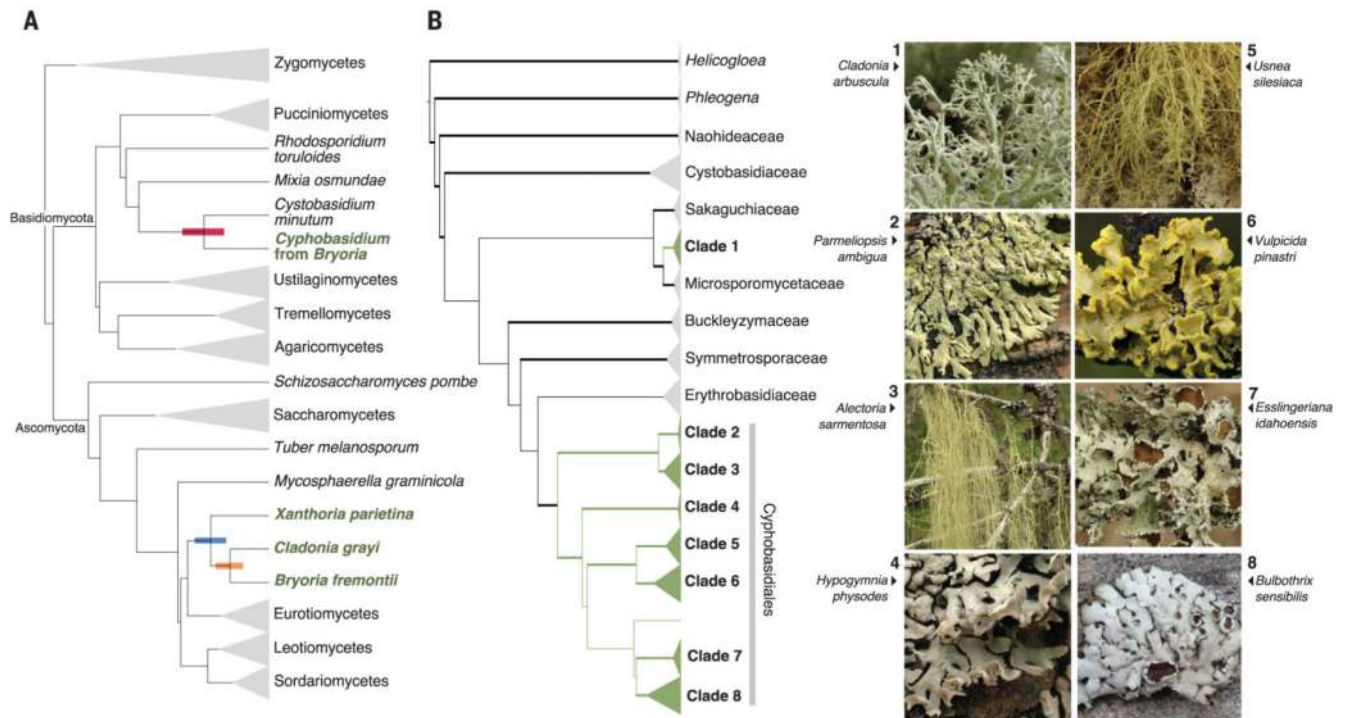 A
Zygomycetes
Pucciniomycetes
Rhodosporidium
toruloides
Mixia osmundae
Cystobasidium
minutum
Basidiomycota
Cyphobasidium
from Bryoria
Ustilaginomycetes
Tremellomycetes
Agaricomycetes
Schizosaccharomyces pombe
Saccharomycetes
Ascomycota
Tuber melanosporum
Mycosphaerella graminicola
Xanthoria parietina
Cladonia grayi
Bryoria fremontii
Eurotiomycetes
Leotiomycetes
Sordariomycetes
B
Helicogloea
Phleogena
Naohideaceae
Cystobasidiaceae
Sakaguchiaceae
Clade 1
Microsporomycetaceae
Buckleyzymaceae
Symmetrosporaceae
Erythrobasidiaceae
Clade 2
Clade 3
Clade 4
Clade 5
Clade 6
Clade 7
Clade 8
Cyphobasidiales
1
Cladonia
arbuscula
2
Parmeliopsis
ambigua
3
Alectoria
sarmentosa
4
Hypogymnia
physodes
5
Usnea
silesiaca
6
Vulpicida
pinastri
7
Esslingeriana
idahoensis
8
Bulbothrix
sensibilis